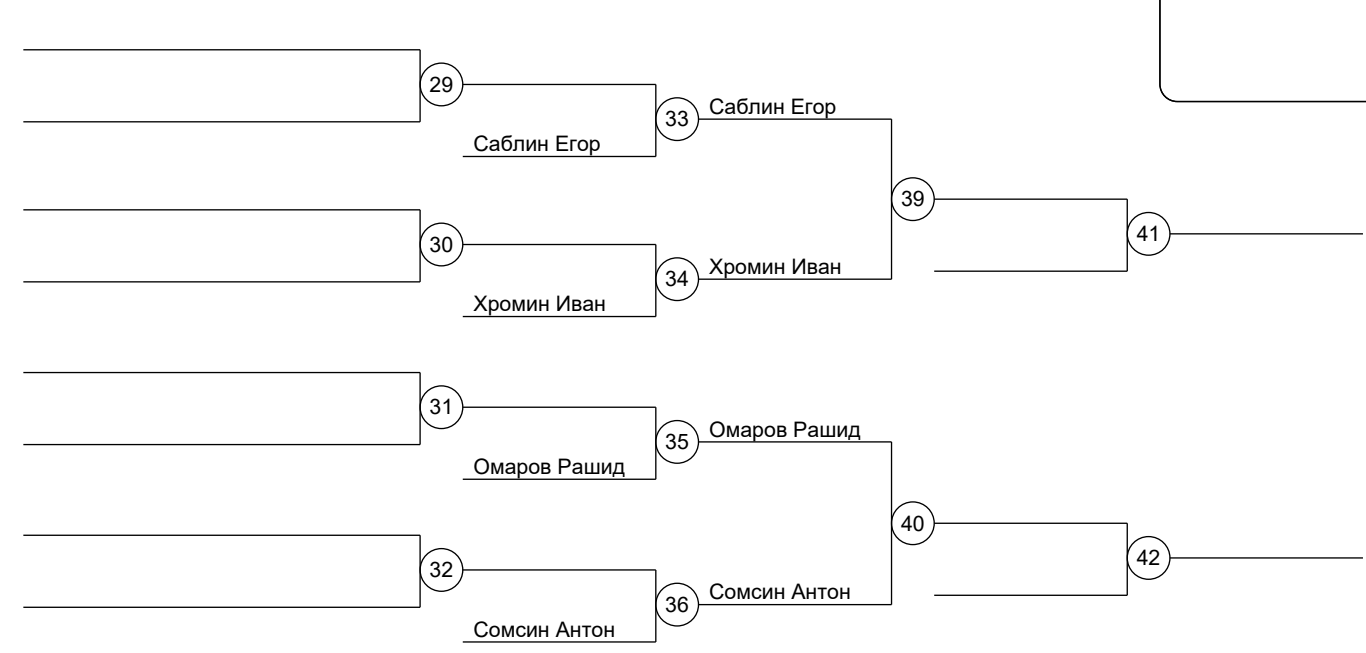 29
33
Саблин Егор
Саблин Егор
39
30
41
34
Хромин Иван
Хромин Иван
31
35
Омаров Рашид
Омаров Рашид
40
32
42
36
Сомсин Антон
Сомсин Антон